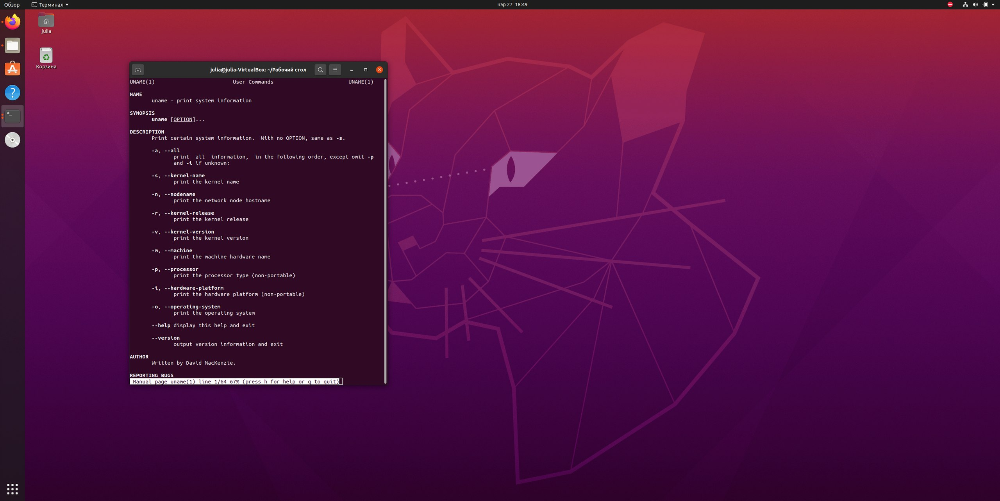 Обзор Терминал чэр 27 18:49
julia
Корзина
julia@julia-VirtualBox: ~/Рабочий стол
UNAME(1) User Commands UNAME(1)
NAME
uname - print system information
SYNOPSIS
uname [OPTION]...
DESCRIPTION
Print certain system information. With no OPTION, same as -s.
-a, --all
print all information, in the following order, except omit -p
and -i if unknown:
-s, --kernel-name
print the kernel name
-n, --nodename
print the network node hostname
-r, --kernel-release
print the kernel release
-v, --kernel-version
print the kernel version
-m, --machine
print the machine hardware name
-p, --processor
print the processor type (non-portable)
-i, --hardware-platform
print the hardware platform (non-portable)
-o, --operating-system
print the operating system
--help display this help and exit
--version
output version information and exit
AUTHOR
Written by David MacKenzie.
REPORTING BUGS
Manual page uname(1) line 1/64 67% (press h for help or q to quit)